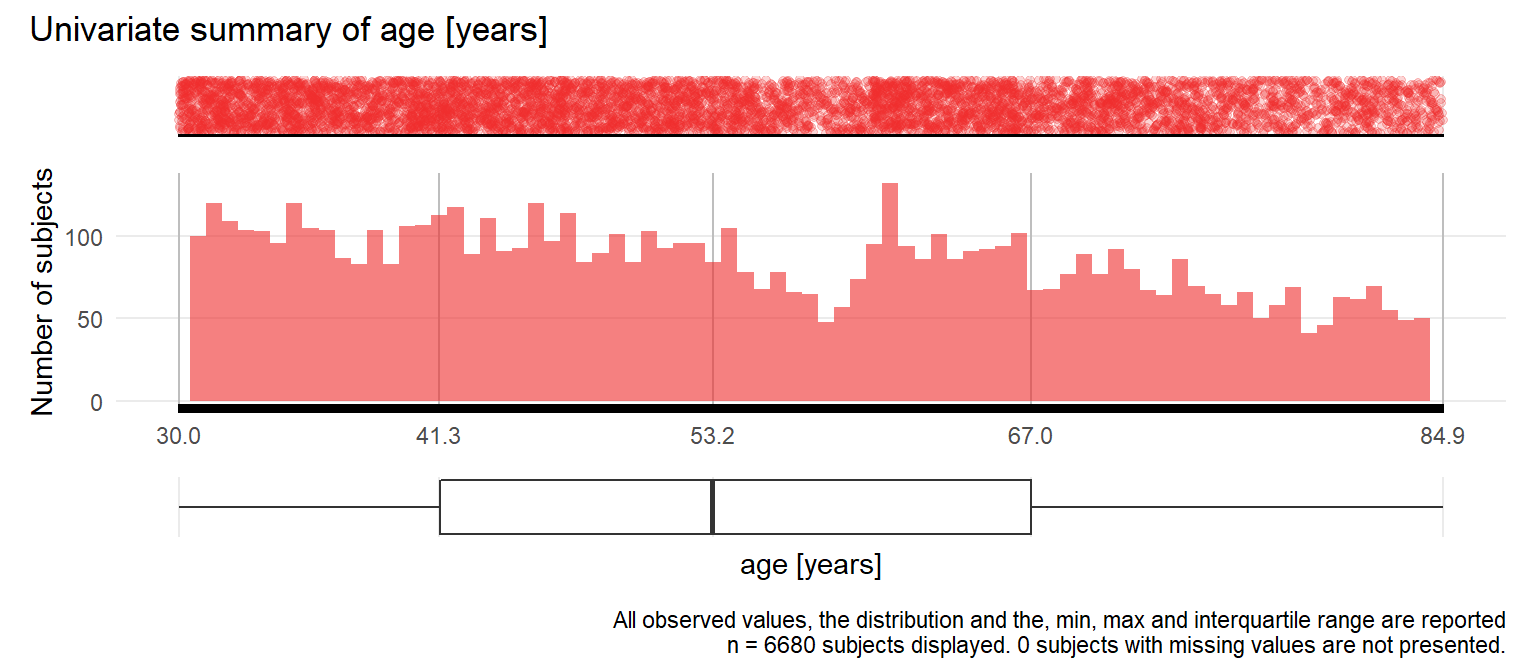 Univariate summary of age [years]
Number of subjects
100
50
0
30.0 41.3 53.2 67.0 84.9
age [years]
All observed values, the distribution and the, min, max and interquartile range are reported
n = 6680 subjects displayed. 0 subjects with missing values are not presented.